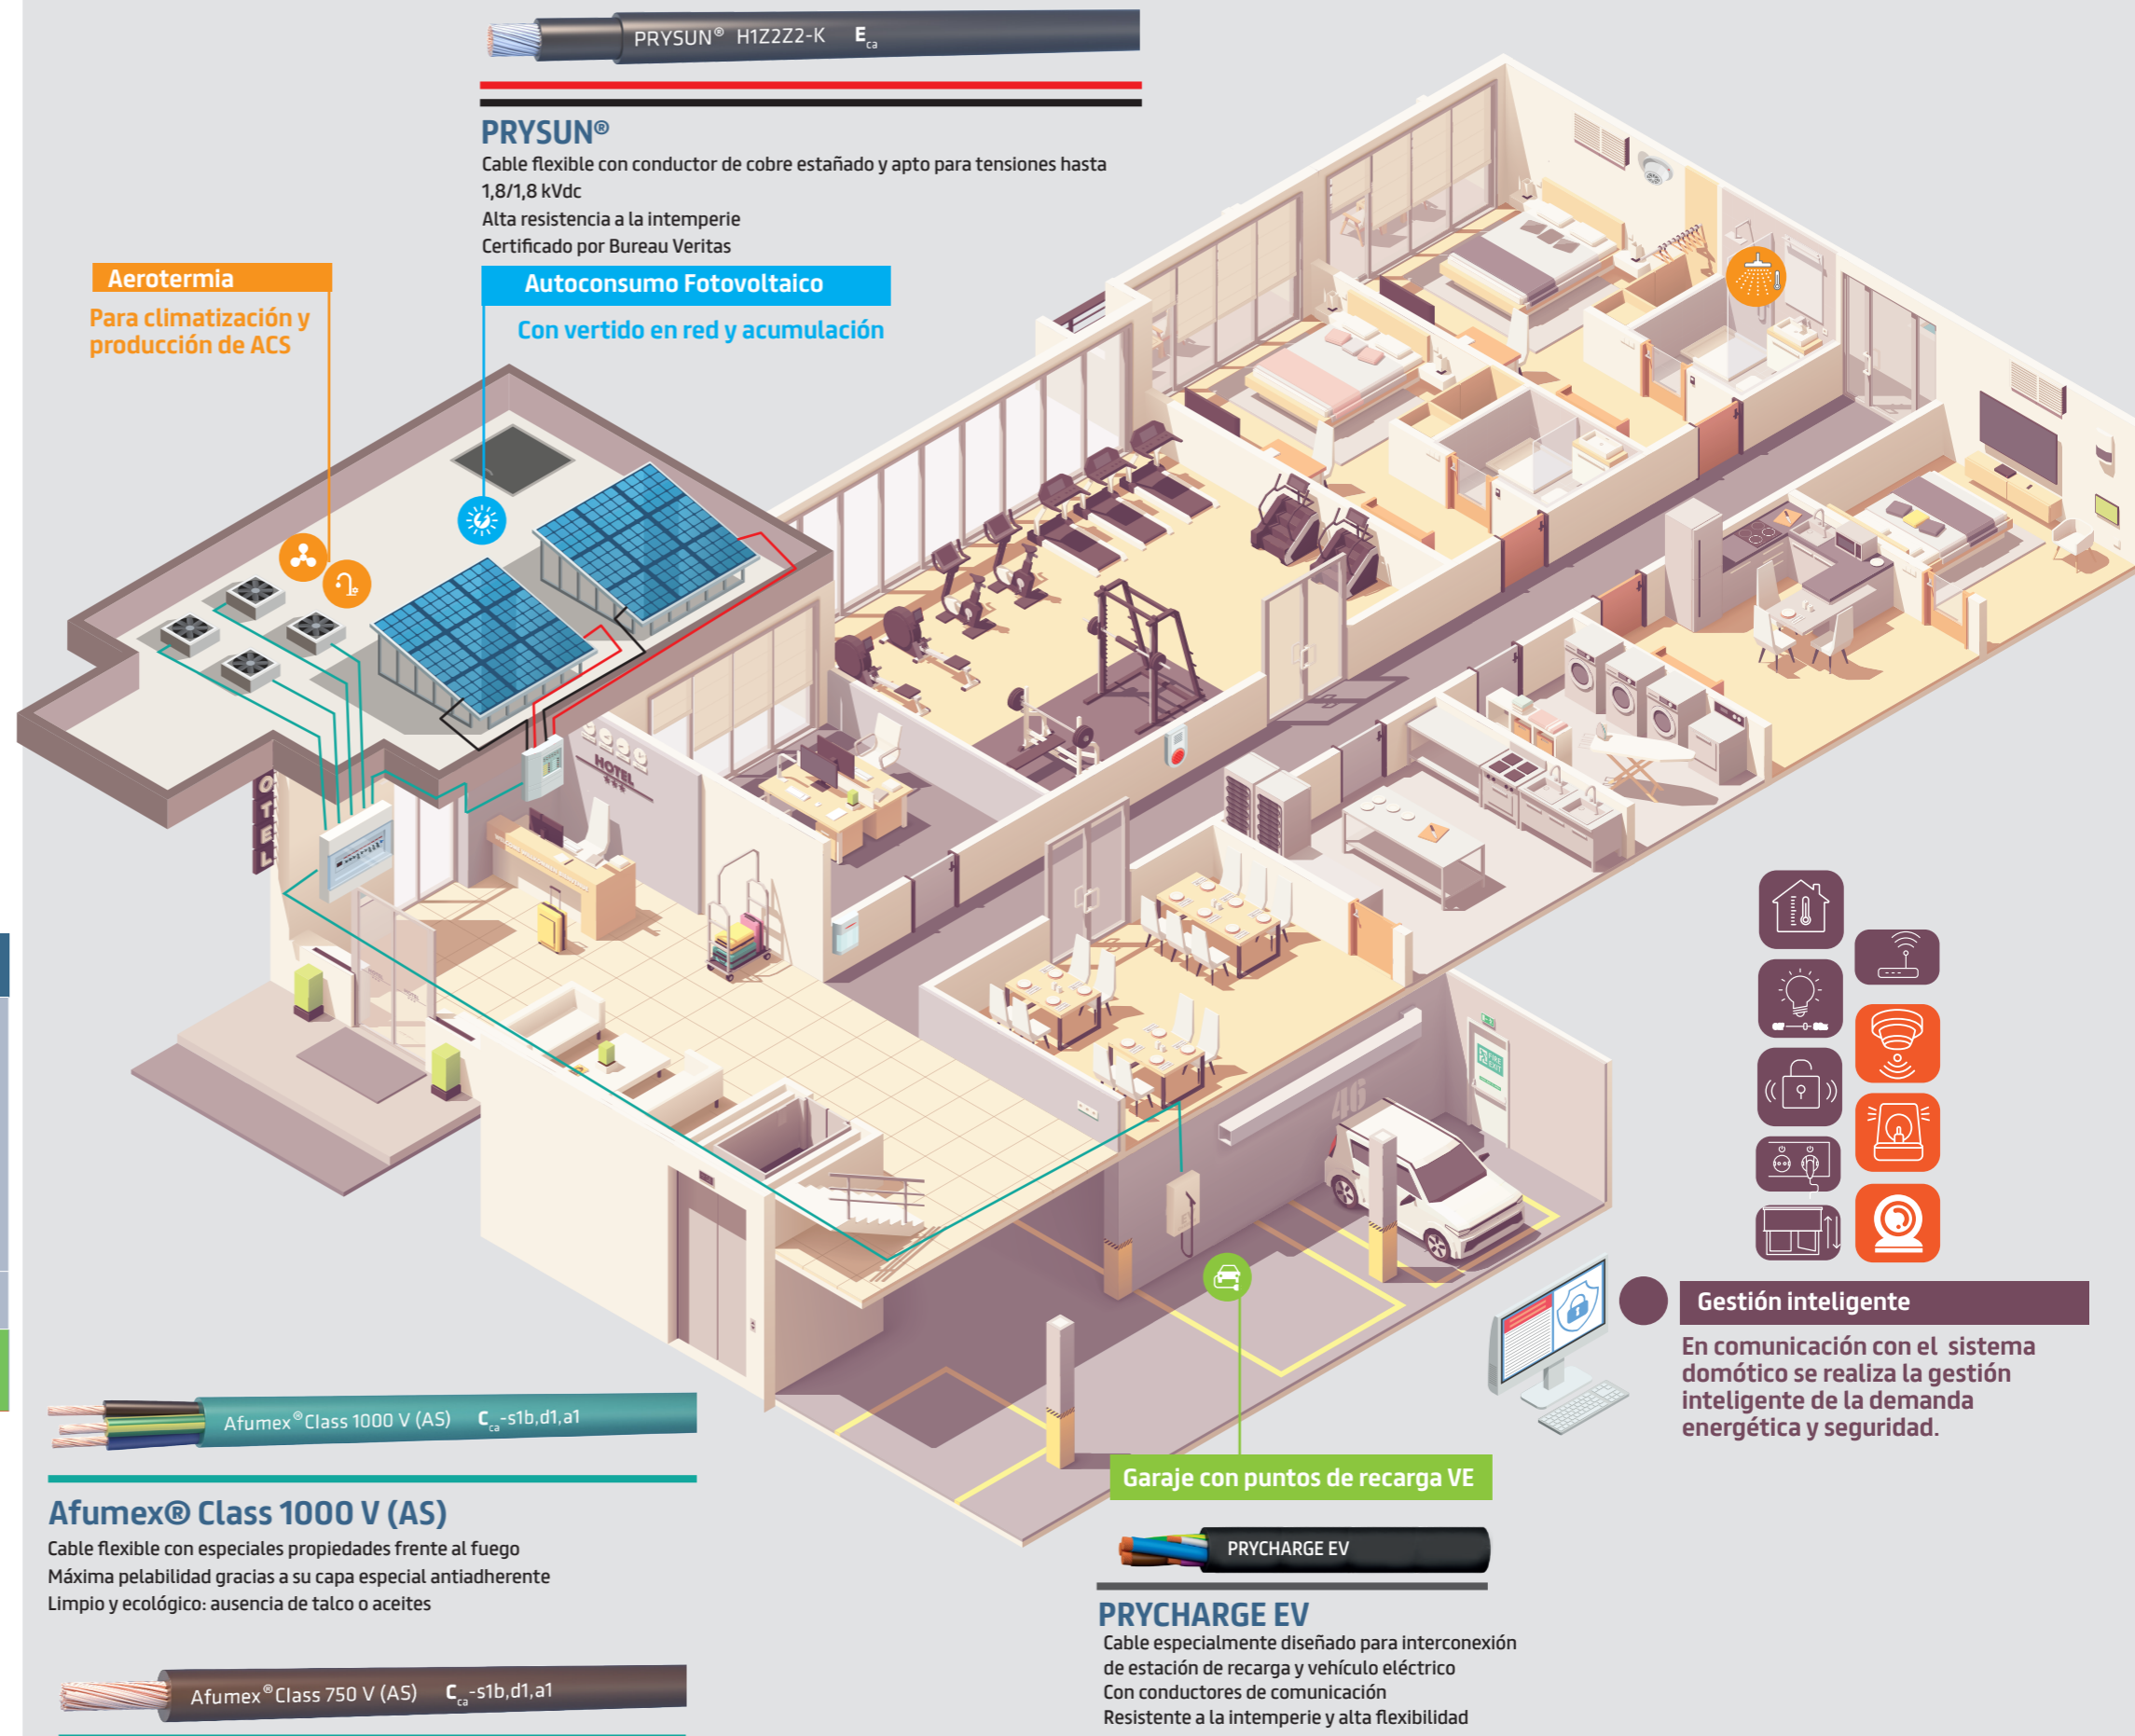 PRYSUN® H1Z2Z2-K Eca
PRYSUN®
Cable flexible con conductor de cobre estañado y apto para tensiones hasta
1,8/1,8 kVdc
Alta resistencia a la intemperie
Certificado por Bureau Veritas
Aerotermia
Para climatización y
producción de ACS
Autoconsumo Fotovoltaico
Con vertido en red y acumulación
HOTEL
OTEL
46
Gestión inteligente
En comunicación con el sistema
domótico se realiza la gestión
inteligente de la demanda
energética y seguridad.
Afumex® Class 1000 V (AS) Cca-s1b,d1,a1
Afumex® Class 1000 V (AS)
Cable flexible con especiales propiedades frente al fuego
Máxima pelabilidad gracias a su capa especial antiadherente
Limpio y ecológico: ausencia de talco o aceites
Afumex® Class 750 V (AS) Cca-s1b,d1,a1
Garaje con puntos de recarga VE
PRYCHARGE EV
PRYCHARGE EV
Cable especialmente diseñado para interconexión
de estación de recarga y vehículo eléctrico
Con conductores de comunicación
Resistente a la intemperie y alta flexibilidad